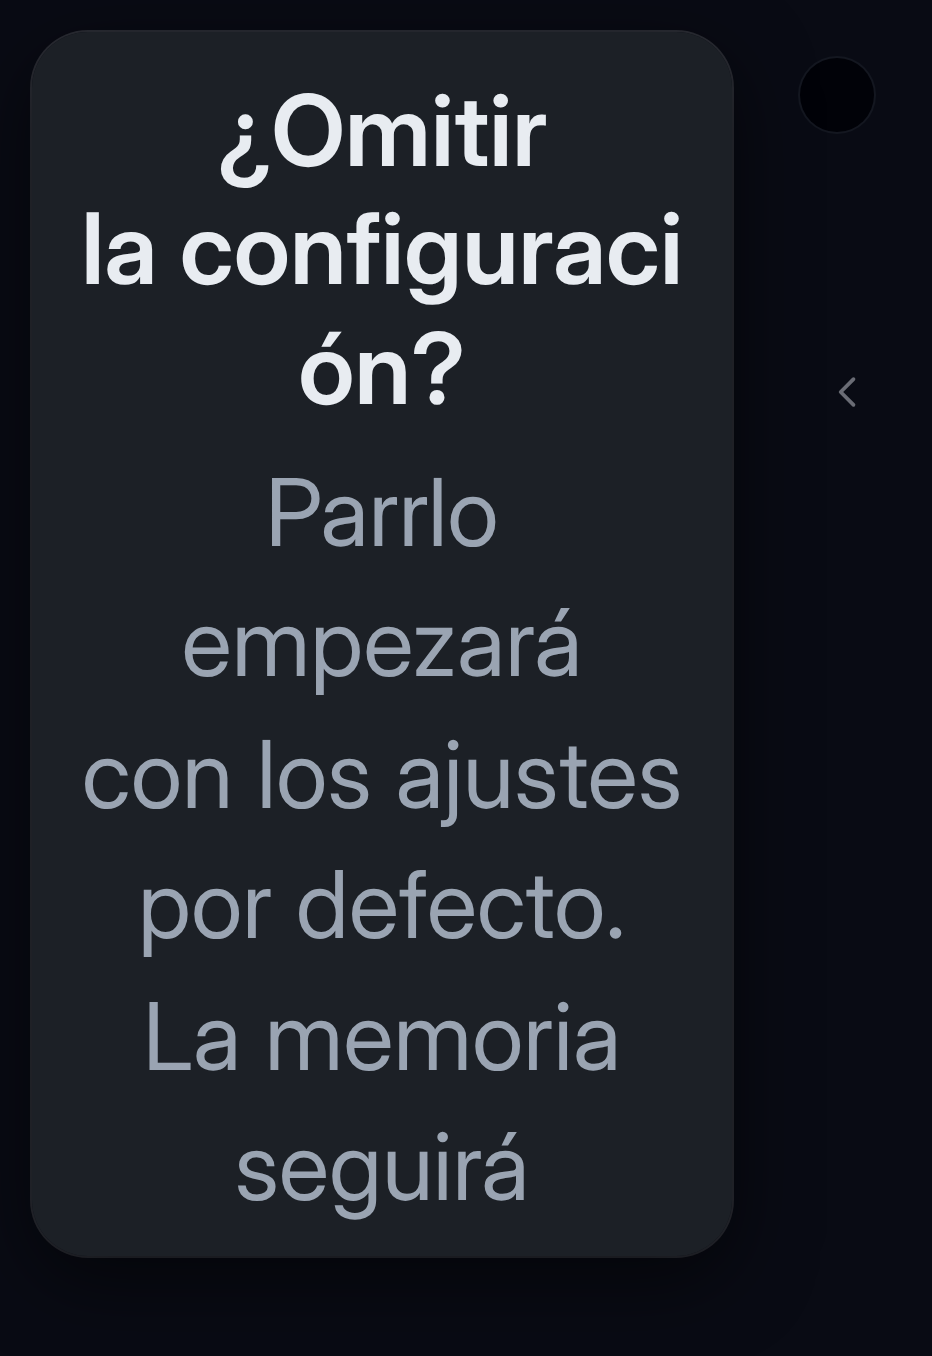 ¿Omitir
la configuraci
ón?
Parrlo
empezará
con los ajustes
por defecto.
La memoria
seguirá